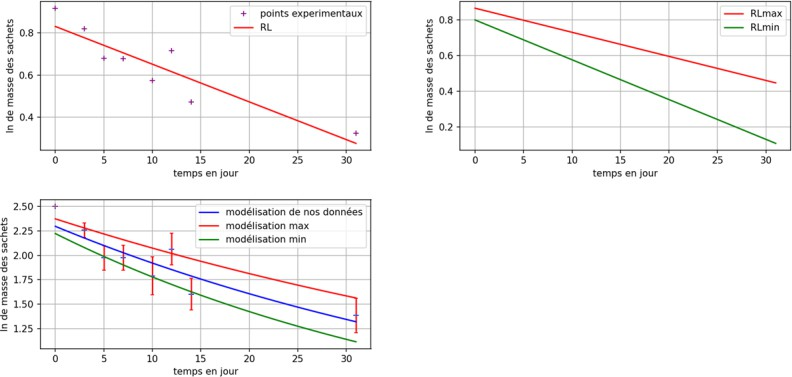 points experimentaux
RL
0.8
0.6
0.4
ln de masse des sachets
0 5 10 15 20 25 30
temps en jour
RLmax
RLmin
0.8
0.6
0.4
0.2
ln de masse des sachets
0 5 10 15 20 25 30
temps en jour
modélisation de nos données
modélisation max
modélisation min
2.50
2.25
2.00
1.75
1.50
1.25
ln de masse des sachets
0 5 10 15 20 25 30
temps en jour